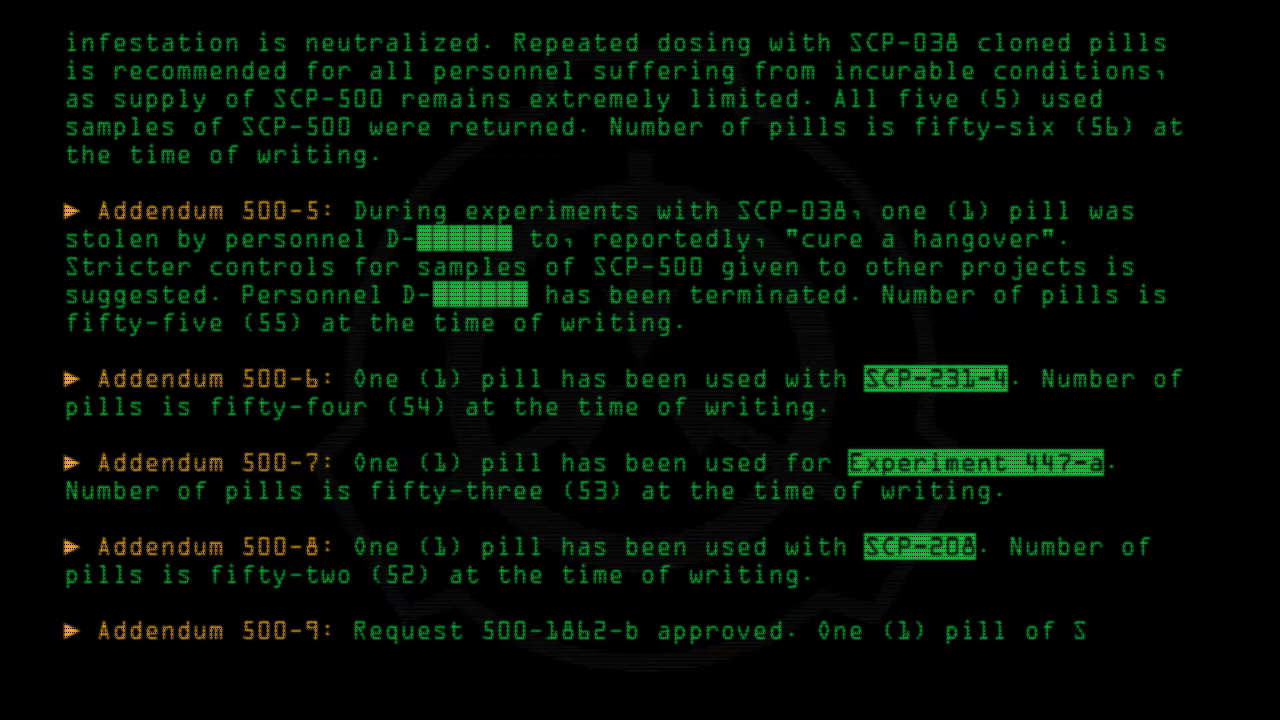 infestation is neutralized. Repeated dosing with SCP-038 cloned pills
is recommended for all personnel suffering from incurable conditions,
as supply of SCP-500 remains extremely limited. All five (5) used
samples of SCP-500 were returned. Number of pills is fifty-six (56) at
the time of writing.
► Addendum 500-5: During experiments with SCP-038, one (1) pill was
stolen by personnel D-██████ to, reportedly, "cure a hangover".
Stricter controls for samples of SCP-500 given to other projects is
suggested. Personnel D-██████ has been terminated. Number of pills is
fifty-five (55) at the time of writing.
► Addendum 500-6: One (1) pill has been used with SCP-231-4. Number of
pills is fifty-four (54) at the time of writing.
► Addendum 500-7: One (1) pill has been used for Experiment 447-a.
Number of pills is fifty-three (53) at the time of writing.
► Addendum 500-8: One (1) pill has been used with SCP-208. Number of
pills is fifty-two (52) at the time of writing.
► Addendum 500-9: Request 500-1862-b approved. One (1) pill of S